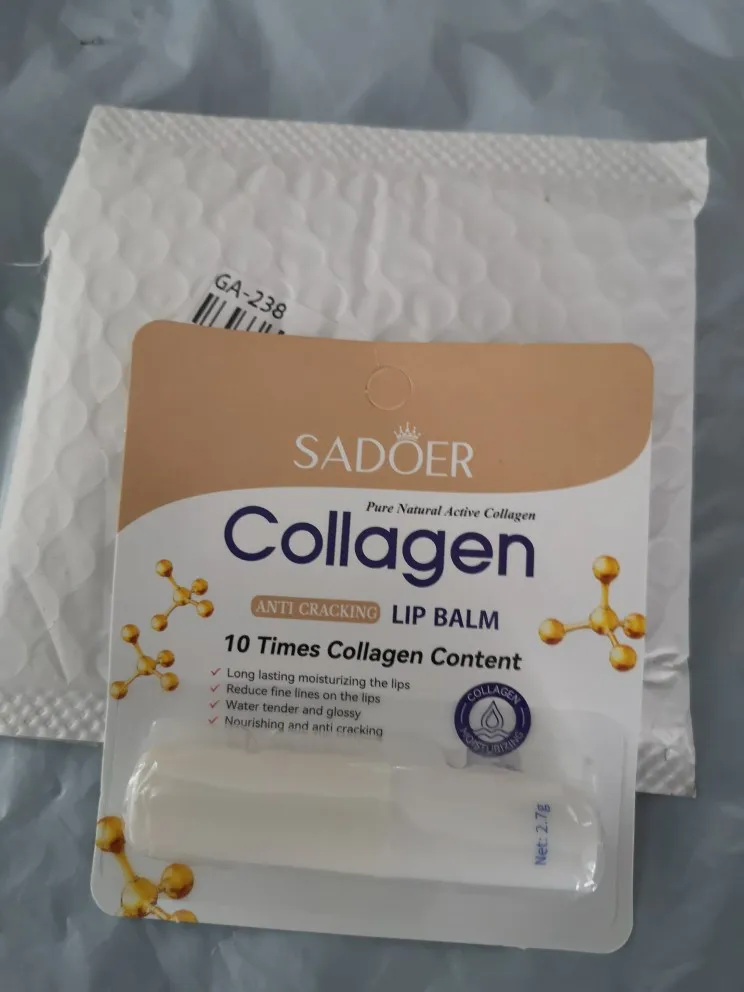 GA-238
SADOER
Pure Natural Active Collagen
Collagen
ANTI CRACKING LIP BALM
10 Times Collagen Content
✓ Long lasting moisturizing the lips
✓ Reduce fine lines on the lips
✓ Water tender and glossy
✓ Nourishing and anti cracking
COLLAGEN
MOISTURIZING
Net: 2.7g